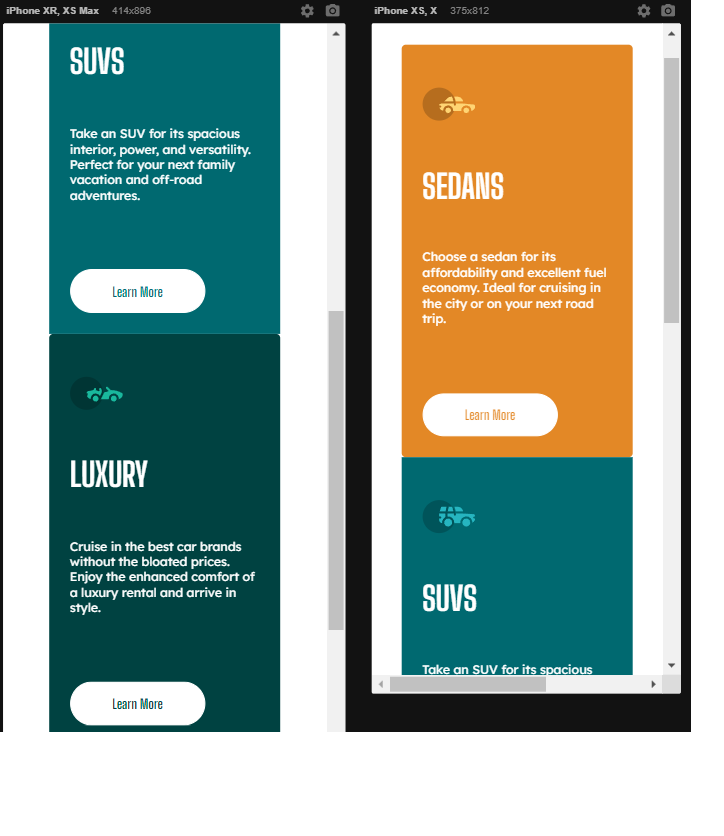 iPhone XR, XS Max 414x896
SUVS
Take an SUV for its spacious
interior, power, and versatility.
Perfect for your next family
vacation and off-road
adventures.
Learn More
LUXURY
Cruise in the best car brands
without the bloated prices.
Enjoy the enhanced comfort of
a luxury rental and arrive in
style.
Learn More
iPhone XS, X 375x812
SEDANS
Choose a sedan for its
affordability and excellent fuel
economy. Ideal for cruising in
the city or on your next road
trip.
Learn More
SUVS
Take an SUV for its spacious